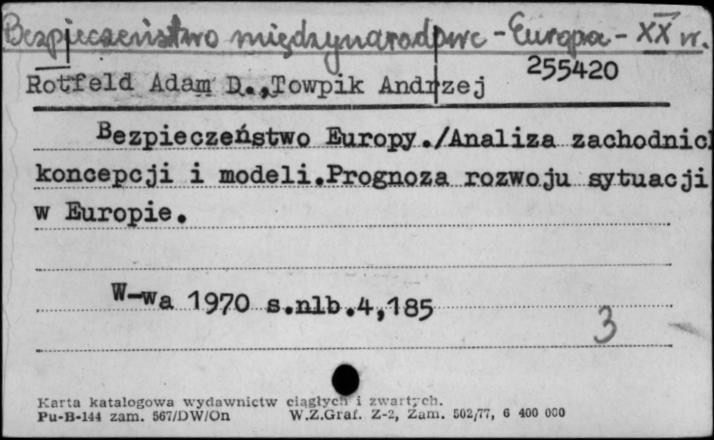 Bezpieczeństwo międzynarodowe - Europa - XX w.
255420
Rotfeld Adam D., Towpik Andrzej
Bezpieczeństwo Europy./Analiza zachodnic
koncepcji i modeli.Prognoza rozwoju sytuacji
w Europie.
W-wa 1970 s.nlb.4,185
3
Karta katalogowa wydawnictw ciągłych i zwartych.
Pu-B-144 zam. 567/DW/On W.Z.Graf. Z-2, Zam. 502/77, 6 400 000